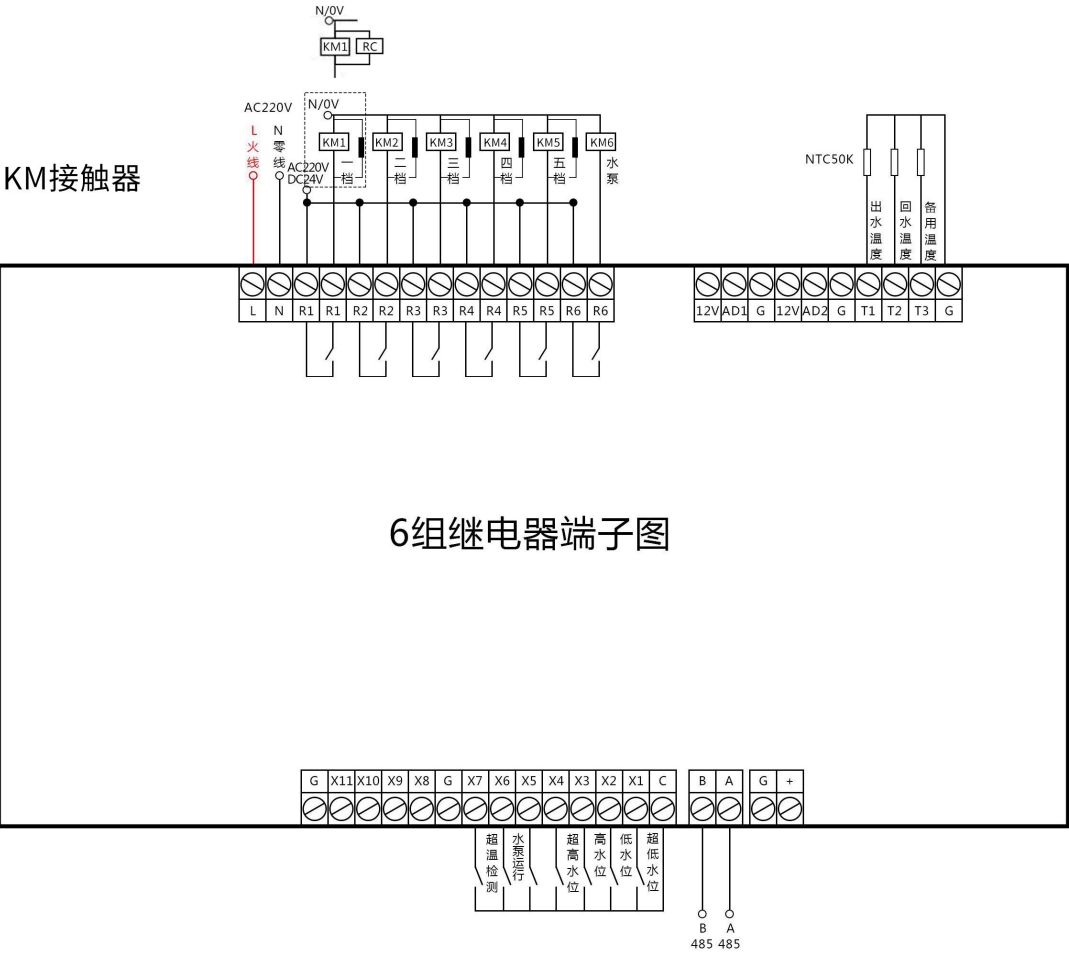 N/0V
KM1 RC
AC220V
L火线
N零线
N/0V
AC220V
DC24V
KM1 KM2 KM3 KM4 KM5 KM6
一档 二档 三档 四档 五档 水泵
NTC50K
出水温度 回水温度 备用温度
KM接触器
L N R1 R1 R2 R2 R3 R3 R4 R4 R5 R5 R6 R6
12V AD1 G 12V AD2 G T1 T2 T3 G
6组继电器端子图
G X11 X10 X9 X8 G X7 X6 X5 X4 X3 X2 X1 C
B A
G +
超温检测 水泵运行 超高水位 高水位 低水位 超低水位
B A
485 485